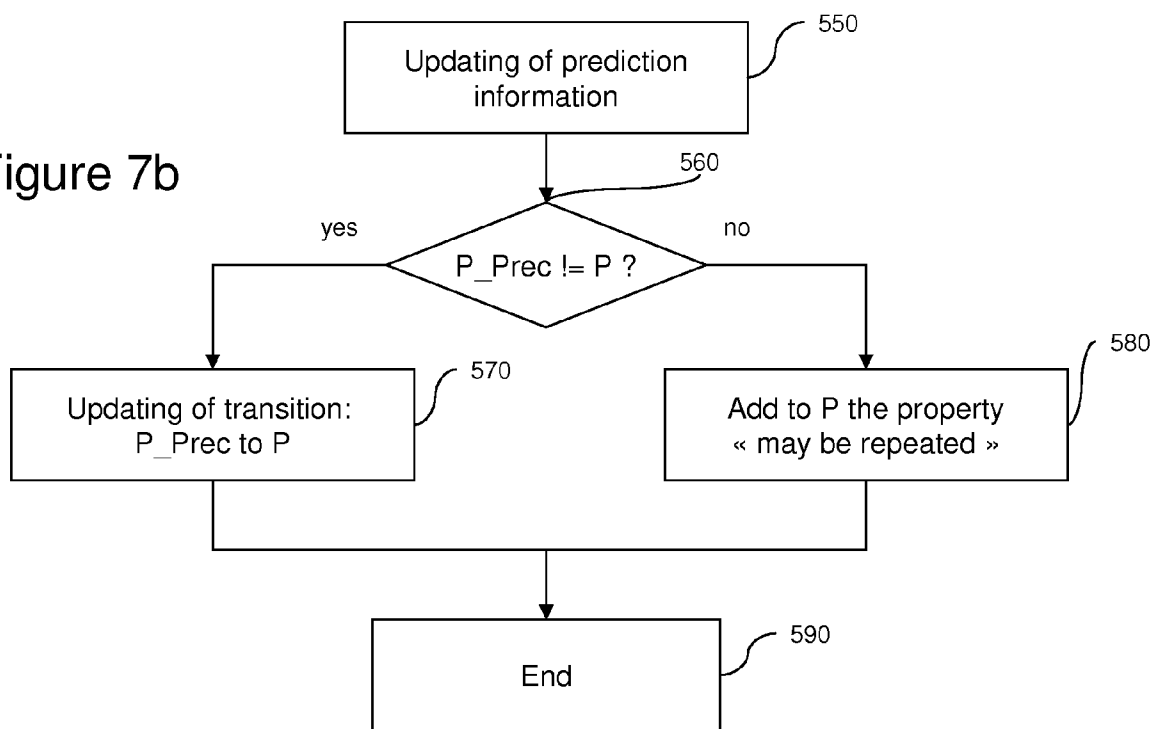 550
Updating of prediction
information
igure 7b
560
yes
no
P_Prec != P ?
580
570
Updating of transition:
P_Prec to P
Add to P the property
« may be repeated »
590
End